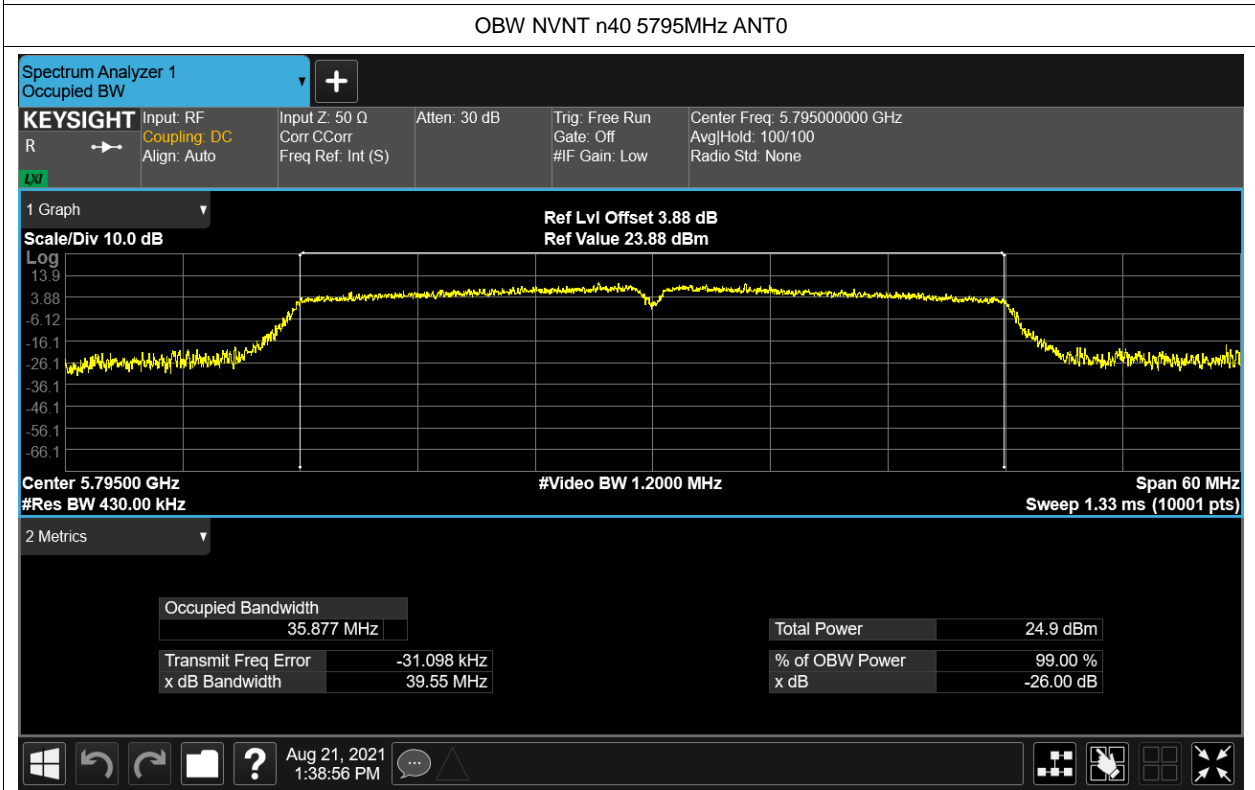 OBW NVNT n40 5795MHz ANT0
Spectrum Analyzer 1
Occupied BW
KEYSIGHT
R
LXI
Input: RF
Coupling: DC
Align: Auto
Input Z: 50 Ω
Corr CCorr
Freq Ref: Int (S)
Atten: 30 dB
Trig: Free Run
Gate: Off
#IF Gain: Low
Center Freq: 5.795000000 GHz
Avg|Hold: 100/100
Radio Std: None
1 Graph
Scale/Div 10.0 dB
Ref Lvl Offset 3.88 dB
Ref Value 23.88 dBm
Log
13.9
3.88
-6.12
-16.1
-26.1
-36.1
-46.1
-56.1
-66.1
Center 5.79500 GHz
#Res BW 430.00 kHz
#Video BW 1.2000 MHz
Span 60 MHz
Sweep 1.33 ms (10001 pts)
2 Metrics
Occupied Bandwidth
35.877 MHz
Transmit Freq Error -31.098 kHz
x dB Bandwidth 39.55 MHz
Total Power 24.9 dBm
% of OBW Power 99.00 %
x dB -26.00 dB
Aug 21, 2021
1:38:56 PM